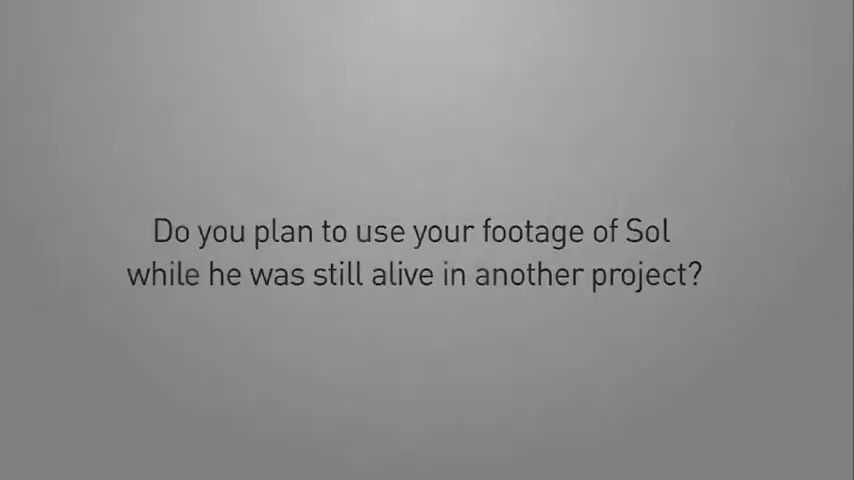 Do you plan to use your footage of Sol
while he was still alive in another project?